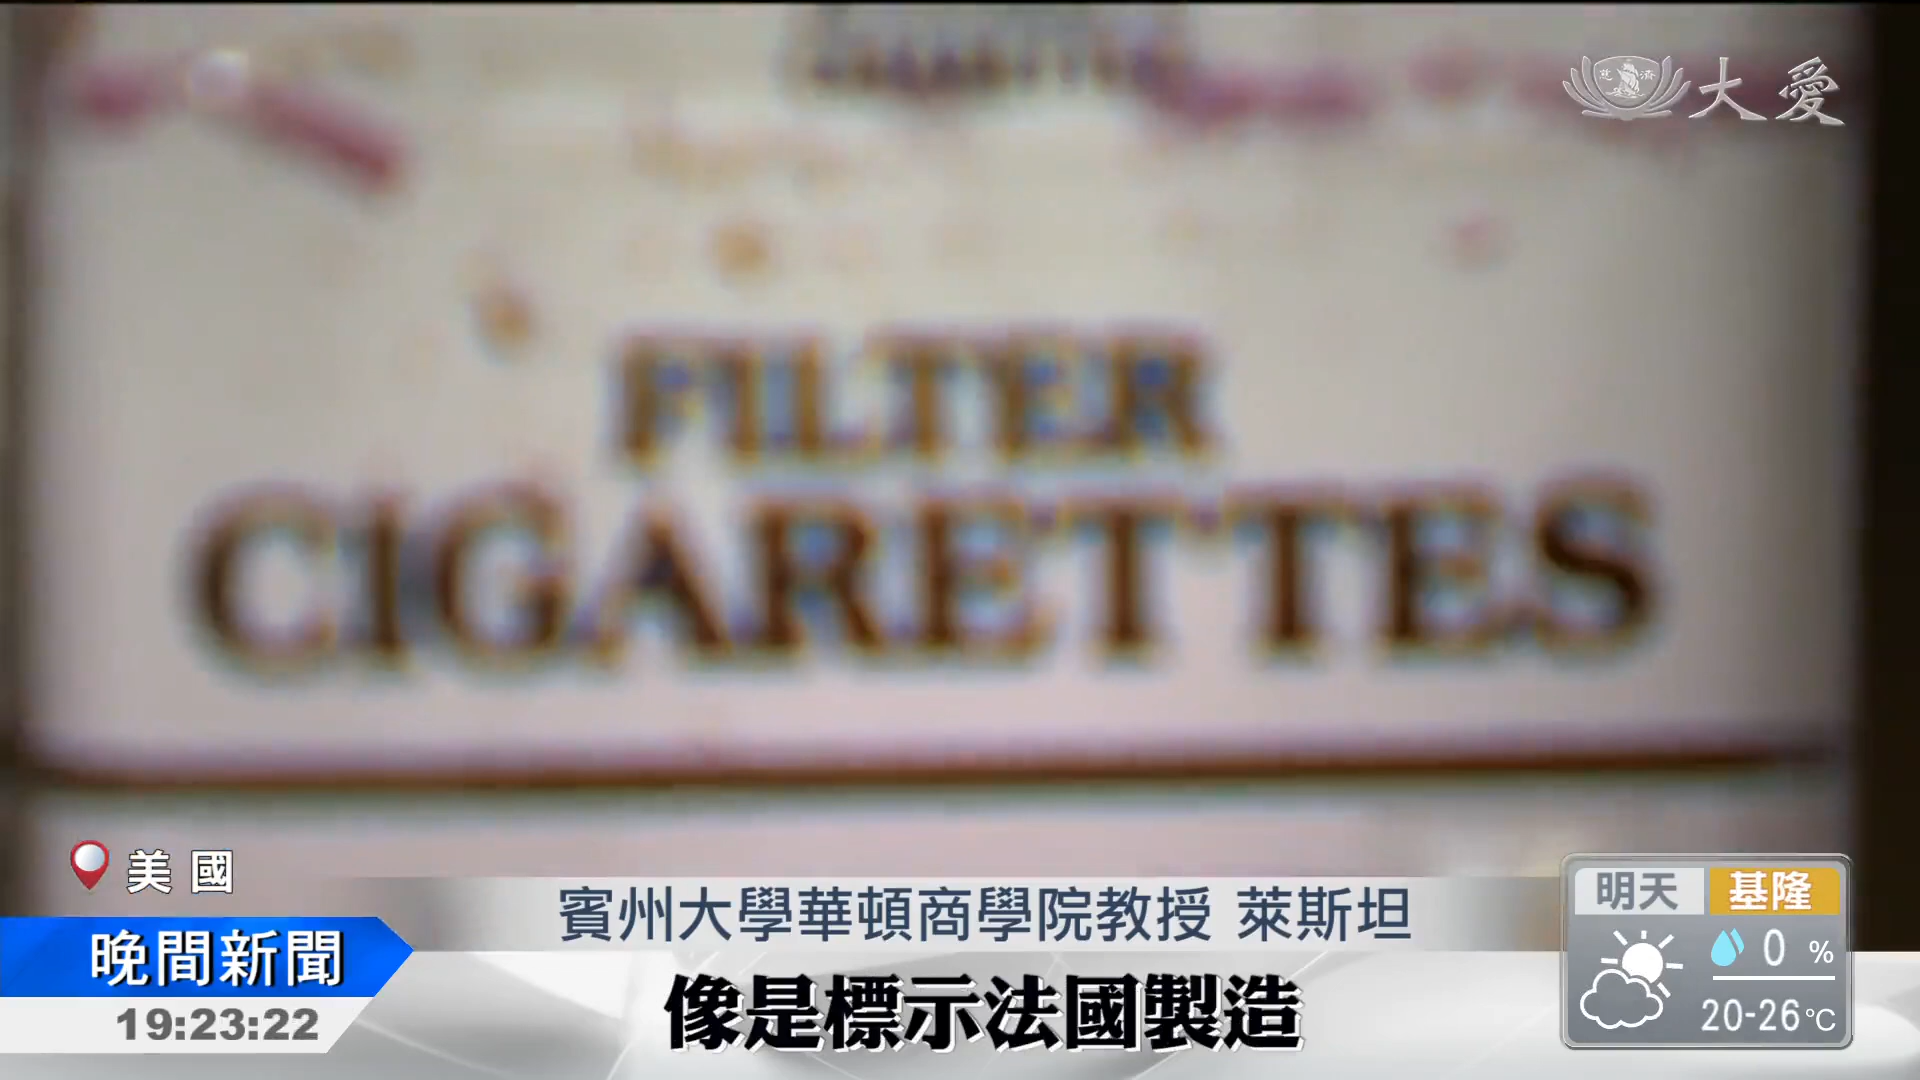 慈 濟
大愛
FILTER
CIGARETTES
美國
賓州大學華頓商學院教授 萊斯坦
明天 基隆
晚間新聞
0 %
像是標示法國製造
20-26°C
19:23:22